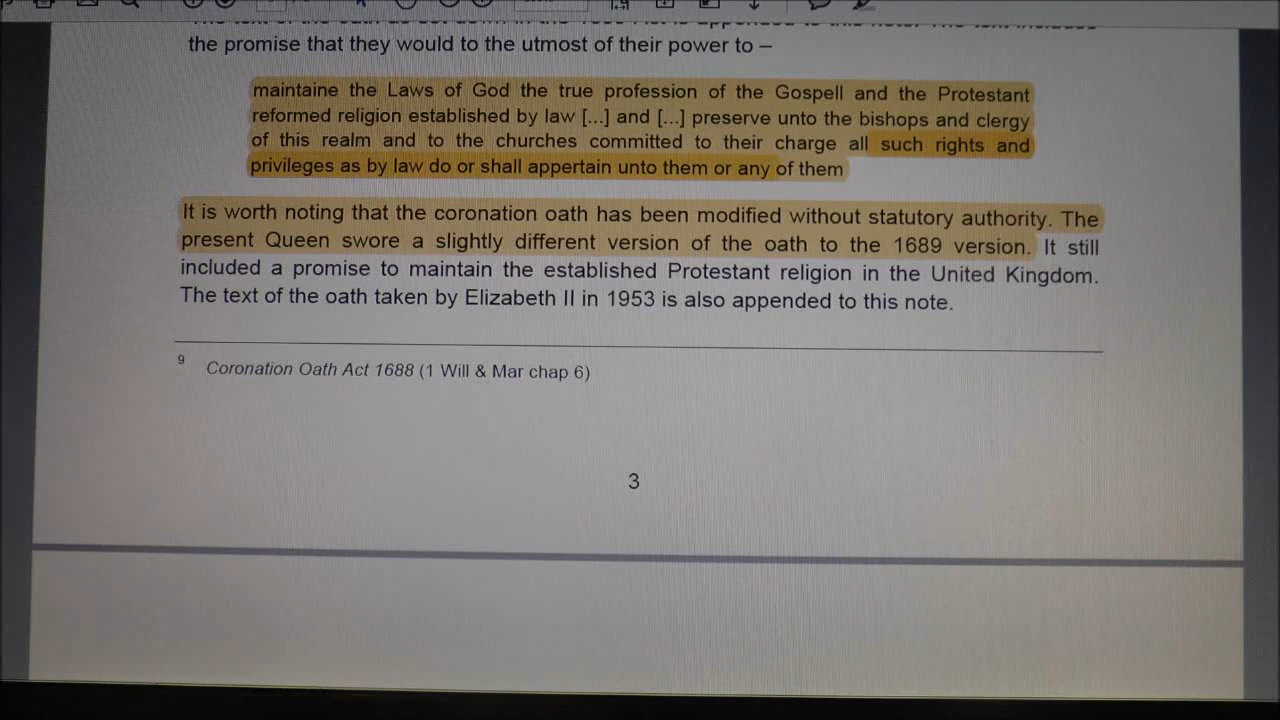 the promise that they would to the utmost of their power to –
maintaine the Laws of God the true profession of the Gospell and the Protestant
reformed religion established by law [...] and [...] preserve unto the bishops and clergy
of this realm and to the churches committed to their charge all such rights and
privileges as by law do or shall appertain unto them or any of them
It is worth noting that the coronation oath has been modified without statutory authority. The
present Queen swore a slightly different version of the oath to the 1689 version. It still
included a promise to maintain the established Protestant religion in the United Kingdom.
The text of the oath taken by Elizabeth II in 1953 is also appended to this note.
9 Coronation Oath Act 1688 (1 Will & Mar chap 6)
3